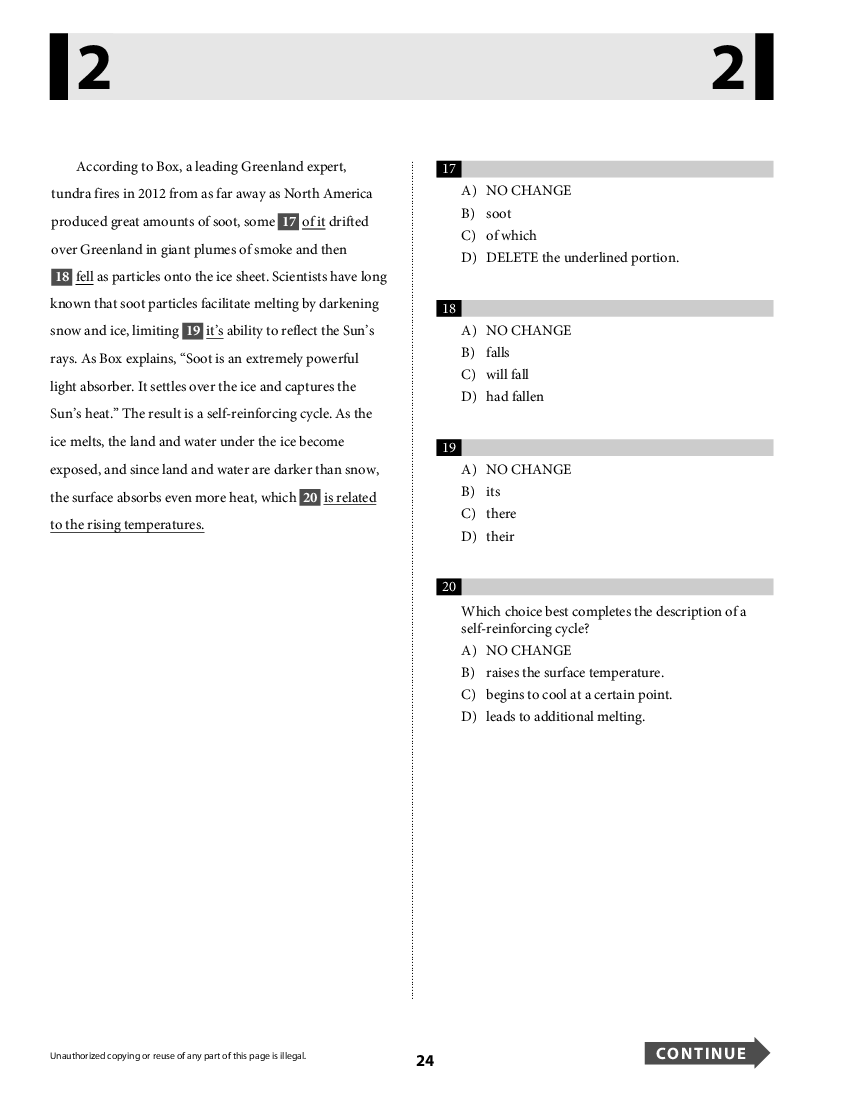 2 2
According to Box, a leading Greenland expert,
tundra fires in 2012 from as far away as North America
produced great amounts of soot, some 17 of it drifted
over Greenland in giant plumes of smoke and then
18 fell as particles onto the ice sheet. Scientists have long
known that soot particles facilitate melting by darkening
snow and ice, limiting 19 it’s ability to reflect the Sun’s
rays. As Box explains, “Soot is an extremely powerful
light absorber. It settles over the ice and captures the
Sun’s heat.” The result is a self-reinforcing cycle. As the
ice melts, the land and water under the ice become
exposed, and since land and water are darker than snow,
the surface absorbs even more heat, which 20 is related
to the rising temperatures.
17
A) NO CHANGE
B) soot
C) of which
D) DELETE the underlined portion.
18
A) NO CHANGE
B) falls
C) will fall
D) had fallen
19
A) NO CHANGE
B) its
C) there
D) their
20
Which choice best completes the description of a
self-reinforcing cycle?
A) NO CHANGE
B) raises the surface temperature.
C) begins to cool at a certain point.
D) leads to additional melting.
Unauthorized copying or reuse of any part of this page is illegal.
24
CONTINUE